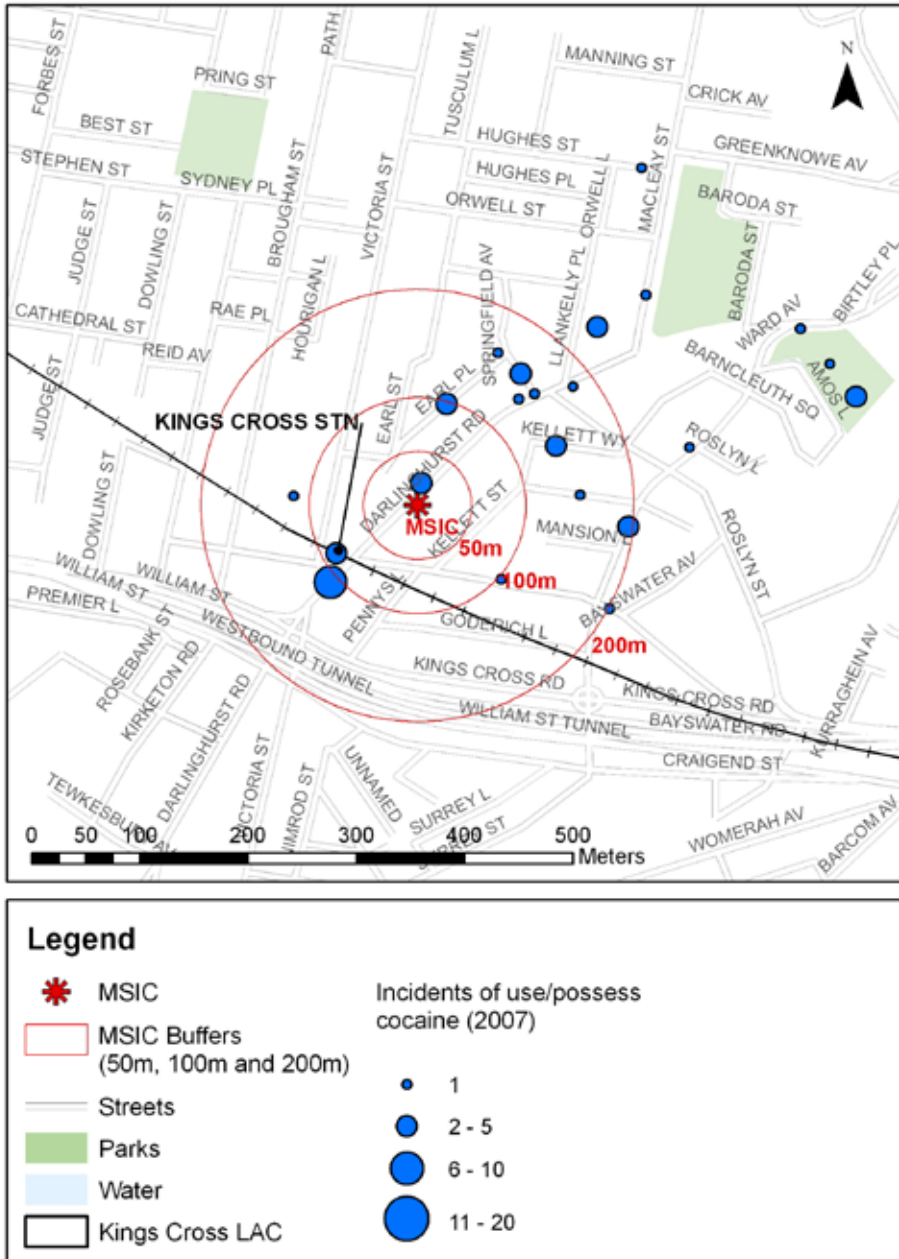 N
FORBES ST
PRING ST
PATH
TUSCULUM L
MANNING ST
CRICK AV
BEST ST
HUGHES ST
GREENKNOWE AV
STEPHEN ST
SYDNEY PL
BROUGHAM ST
VICTORIA ST
HUGHES PL
ORWELL L
MACLEAY ST
ORWELL ST
BARODA ST
JUDGE ST
DOWLING ST
HOURIGAN L
SPRINGFIELD AV
LLANKELLY PL
BARODA ST
WARD AV
BIRTLEY PL
CATHEDRAL ST
RAE PL
REID AV
EARL ST
EARL PL
BARNCLEUTH SQ
AMOS L
JUDGE ST
KINGS CROSS STN
DARLINGHURST RD
KELLETT WY
ROSLYN L
DOWLING ST
MSIC
KELLETT ST
50m
MANSION L
ROSLYN ST
100m
WILLIAM ST
WILLIAM ST
PENNY S
BAYSWATER AV
PREMIER L
GODERICH L
200m
ROSEBANK ST
WESTBOUND TUNNEL
KINGS CROSS RD
KINGS CROSS RD
KIRKETON RD
WILLIAM ST TUNNEL
BAYSWATER RD
KURRAGHEIN AV
DARLINGHURST RD
VICTORIA ST
UNNAMED
CRAIGEND ST
NIMROD ST
SURREY L
WOMERAH AV
BARCOM AV
0 50 100 200 300 400 500
Meters
Legend
MSIC
MSIC Buffers
(50m, 100m and 200m)
Streets
Parks
Water
Kings Cross LAC
Incidents of use/possess
cocaine (2007)
1
2 - 5
6 - 10
11 - 20